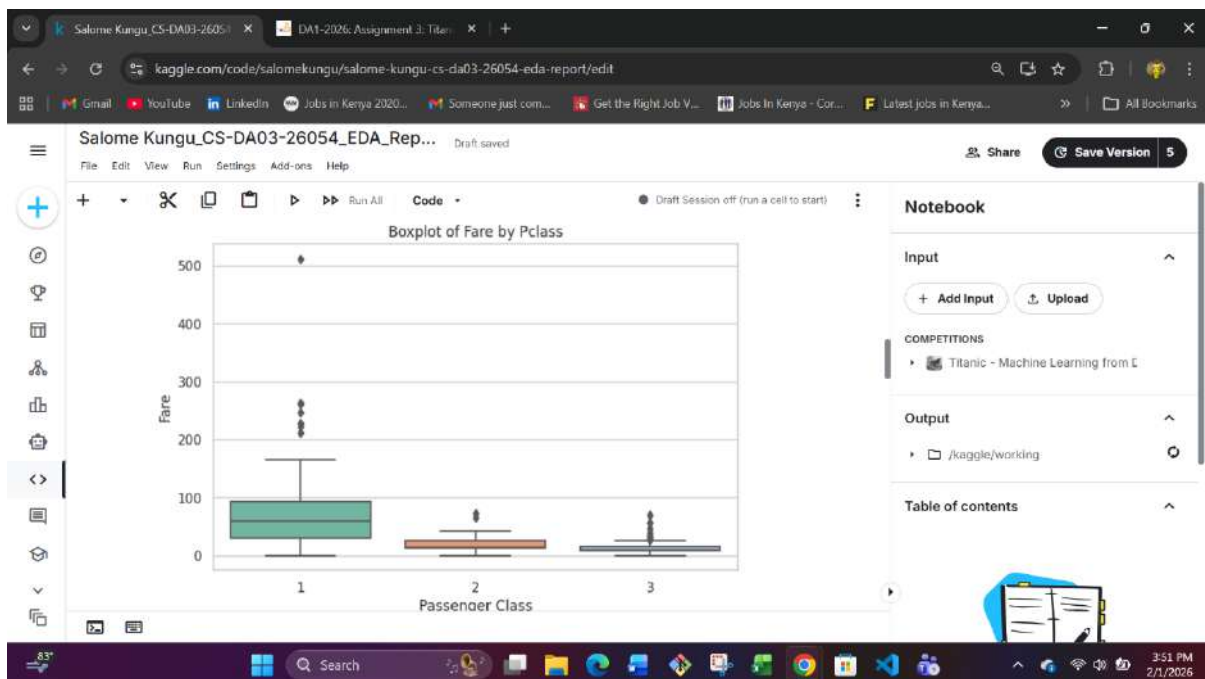 Salome Kungu_CS-DA03-26054
DA1-2026: Assignment 3: Titan
kaggle.com/code/salomekungu/salome-kungu-cs-da03-26054-eda-report/edit
Gmail YouTube LinkedIn Jobs in Kenya 2020... Someone just com... Get the Right Job V... Jobs In Kenya - Cor... Latest jobs in Kenya... » All Bookmarks
Salome Kungu_CS-DA03-26054_EDA_Rep... Draft saved
File Edit View Run Settings Add-ons Help
Share Save Version 5
Run All Code Draft Session off (run a cell to start)
Notebook
Boxplot of Fare by Pclass
500
400
300
200
100
0
Fare
1 2 3
Passenger Class
Input
+ Add Input Upload
COMPETITIONS
Titanic - Machine Learning from D
Output
/kaggle/working
Table of contents
83°
Search
3:51 PM
2/1/2026